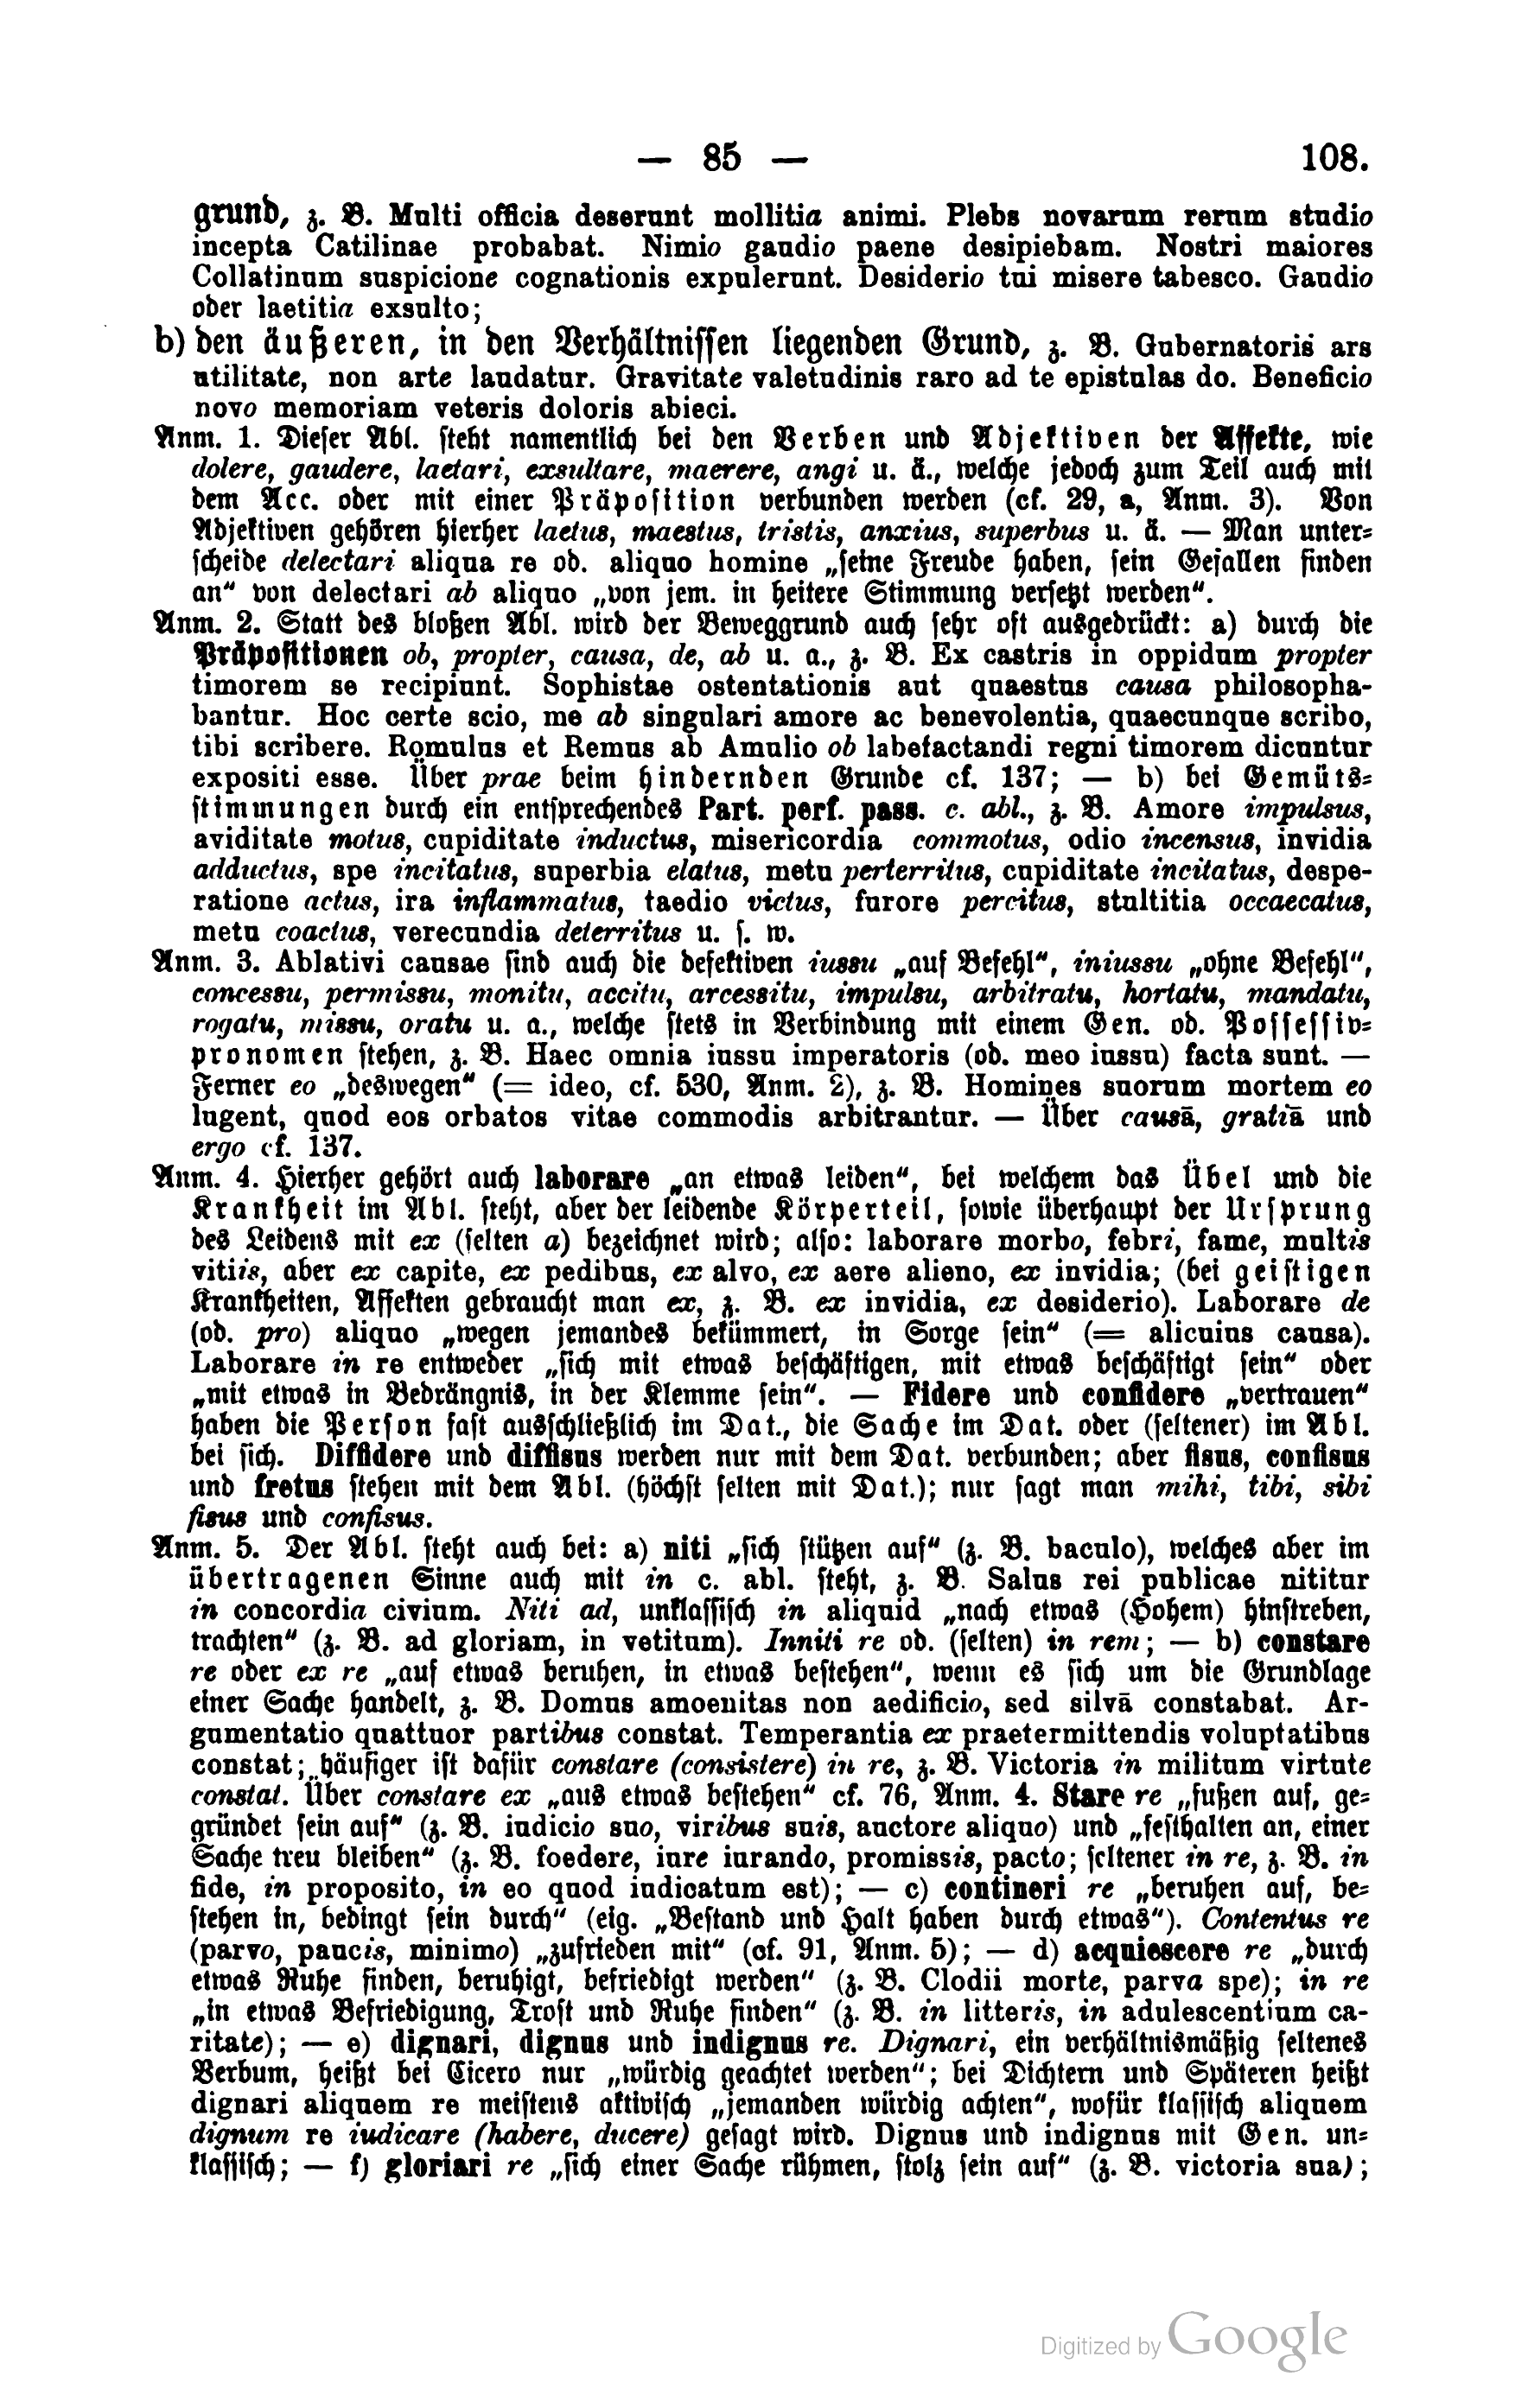 — 85 — 108.
grund, z. B. Multi officia deserunt mollitia animi. Plebs novarum rerum studio
incepta Catilinae probabat. Nimio gaudio paene desipiebam. Nostri maiores
Collatinum suspicione cognationis expulerunt. Desiderio tui misere tabesco. Gaudio
oder laetitia exsulto;
b) den äußeren, in den Verhältnissen liegenden Grund, z. B. Gubernatoris ars
utilitate, non arte laudatur. Gravitate valetudinis raro ad te epistulas do. Beneficio
novo memoriam veteris doloris abieci.
Anm. 1. Dieser Abl. steht namentlich bei den Verben und Adjektiven der Affekte, wie
dolere, gaudere, laetari, exsultare, maerere, angi u. ä., welche jedoch zum Teil auch mit
dem Acc. oder mit einer Präposition verbunden werden (cf. 29, a, Anm. 3). Von
Adjektiven gehören hierher laetus, maestus, tristis, anxius, superbus u. ä. — Man unter-
scheide delectari aliqua re od. aliquo homine „seine Freude haben, sein Gefallen finden
an“ von delectari ab aliquo „von jem. in heitere Stimmung versetzt werden“.
Anm. 2. Statt des bloßen Abl. wird der Beweggrund auch sehr oft ausgedrückt: a) durch die
Präpositionen ob, propter, causa, de, ab u. a., z. B. Ex castris in oppidum propter
timorem se recipiunt. Sophistae ostentationis aut quaestus causa philosopha-
bantur. Hoc certe scio, me ab singulari amore ac benevolentia, quaecunque scribo,
tibi scribere. Romulus et Remus ab Amulio ob labefactandi regni timorem dicuntur
expositi esse. Über prae beim hindernden Grunde cf. 137; — b) bei Gemüts-
stimmungen durch ein entsprechendes Part. perf. pass. c. abl., z. B. Amore impulsus,
aviditate motus, cupiditate inductus, misericordia commotus, odio incensus, invidia
adductus, spe incitatus, superbia elatus, metu perterritus, cupiditate incitatus, despe-
ratione actus, ira inflammatus, taedio victus, furore percitus, stultitia occaecatus,
metu coactus, verecundia deterritus u. s. w.
Anm. 3. Ablativi causae sind auch die defektiven iussu „auf Befehl“, iniussu „ohne Befehl“,
concessu, permissu, monitu, accitu, arcessitu, impulsu, arbitratu, hortatu, mandatu,
rogatu, missu, oratu u. a., welche stets in Verbindung mit einem Gen. od. Possessiv-
pronomen stehen, z. B. Haec omnia iussu imperatoris (od. meo iussu) facta sunt. —
Ferner eo „deswegen“ (= ideo, cf. 530, Anm. 2), z. B. Homines suorum mortem eo
lugent, quod eos orbatos vitae commodis arbitrantur. — Über causā, gratiā und
ergo cf. 137.
Anm. 4. Hierher gehört auch laborare „an etwas leiden“, bei welchem das Übel und die
Krankheit im Abl. steht, aber der leidende Körperteil, sowie überhaupt der Ursprung
des Leidens mit ex (selten a) bezeichnet wird; also: laborare morbo, febri, fame, multis
vitiis, aber ex capite, ex pedibus, ex alvo, ex aere alieno, ex invidia; (bei geistigen
Krankheiten, Affekten gebraucht man ex, z. B. ex invidia, ex desiderio). Laborare de
(od. pro) aliquo „wegen jemandes bekümmert, in Sorge sein“ (= alicuius causa).
Laborare in re entweder „sich mit etwas beschäftigen, mit etwas beschäftigt sein“ oder
„mit etwas in Bedrängnis, in der Klemme sein“. — Fidere und confidere „vertrauen“
haben die Person fast ausschließlich im Dat., die Sache im Dat. oder (seltener) im Abl.
bei sich. Diffidere und diffisus werden nur mit dem Dat. verbunden; aber fisus, confisus
und fretus stehen mit dem Abl. (höchst selten mit Dat.); nur sagt man mihi, tibi, sibi
fisus und confisus.
Anm. 5. Der Abl. steht auch bei: a) niti „sich stützen auf“ (z. B. baculo), welches aber im
übertragenen Sinne auch mit in c. abl. steht, z. B. Salus rei publicae nititur
in concordia civium. Niti ad, unklassisch in aliquid „nach etwas (Hohem) hinstreben,
trachten“ (z. B. ad gloriam, in vetitum). Inniti re od. (selten) in rem; — b) constare
re oder ex re „auf etwas beruhen, in etwas bestehen“, wenn es sich um die Grundlage
einer Sache handelt, z. B. Domus amoenitas non aedificio, sed silvā constabat. Ar-
gumentatio quattuor partibus constat. Temperantia ex praetermittendis voluptatibus
constat; häufiger ist dafür constare (consistere) in re, z. B. Victoria in militum virtute
constat. Über constare ex „aus etwas bestehen“ cf. 76, Anm. 4. Stare re „fußen auf, ge-
gründet sein auf“ (z. B. iudicio suo, viribus suis, auctore aliquo) und „festhalten an, einer
Sache treu bleiben“ (z. B. foedere, iure iurando, promissis, pacto; seltener in re, z. B. in
fide, in proposito, in eo quod iudicatum est); — c) contineri re „beruhen auf, be-
stehen in, bedingt sein durch“ (eig. „Bestand und Halt haben durch etwas“). Contentus re
(parvo, paucis, minimo) „zufrieden mit“ (cf. 91, Anm. 5); — d) acquiescere re „durch
etwas Ruhe finden, beruhigt, befriedigt werden“ (z. B. Clodii morte, parva spe); in re
„in etwas Befriedigung, Trost und Ruhe finden“ (z. B. in litteris, in adulescentium ca-
ritate); — e) dignari, dignus und indignus re. Dignari, ein verhältnismäßig seltenes
Verbum, heißt bei Cicero nur „würdig geachtet werden“; bei Dichtern und Späteren heißt
dignari aliquem re meistens aktivisch „jemanden würdig achten“, wofür klassisch aliquem
dignum re iudicare (habere, ducere) gesagt wird. Dignus und indignus mit Gen. un-
klassisch; — f) gloriari re „sich einer Sache rühmen, stolz sein auf“ (z. B. victoria sua);
Digitized by Google